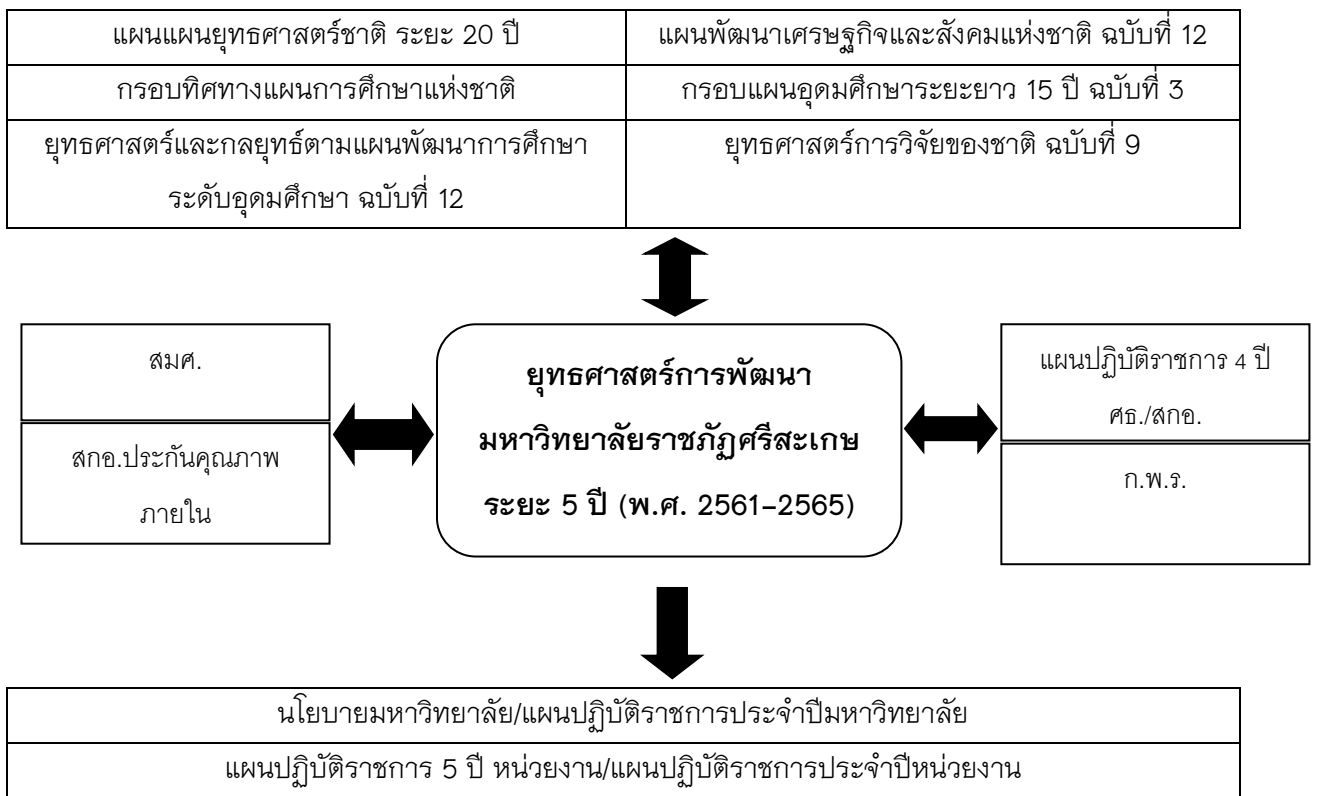 แผนแผนยุทธศาสตร์ชาติ ระยะ 20 ปี
แผนพัฒนาเศรษฐกิจและสังคมแห่งชาติ ฉบับที่ 12
กรอบทิศทางแผนการศึกษาแห่งชาติ
กรอบแผนอุดมศึกษาระยะยาว 15 ปี ฉบับที่ 3
ยุทธศาสตร์และกลยุทธ์ตามแผนพัฒนาการศึกษา
ระดับอุดมศึกษา ฉบับที่ 12
ยุทธศาสตร์การวิจัยของชาติ ฉบับที่ 9
สมศ.
สกอ.ประกันคุณภาพ
ภายใน
ยุทธศาสตร์การพัฒนา
มหาวิทยาลัยราชภัฏศรีสะเกษ
ระยะ 5 ปี (พ.ศ. 2561-2565)
แผนปฏิบัติราชการ 4 ปี
ศธ./สกอ.
ก.พ.ร.
นโยบายมหาวิทยาลัย/แผนปฏิบัติราชการประจำปีมหาวิทยาลัย
แผนปฏิบัติราชการ 5 ปี หน่วยงาน/แผนปฏิบัติราชการประจำปีหน่วยงาน